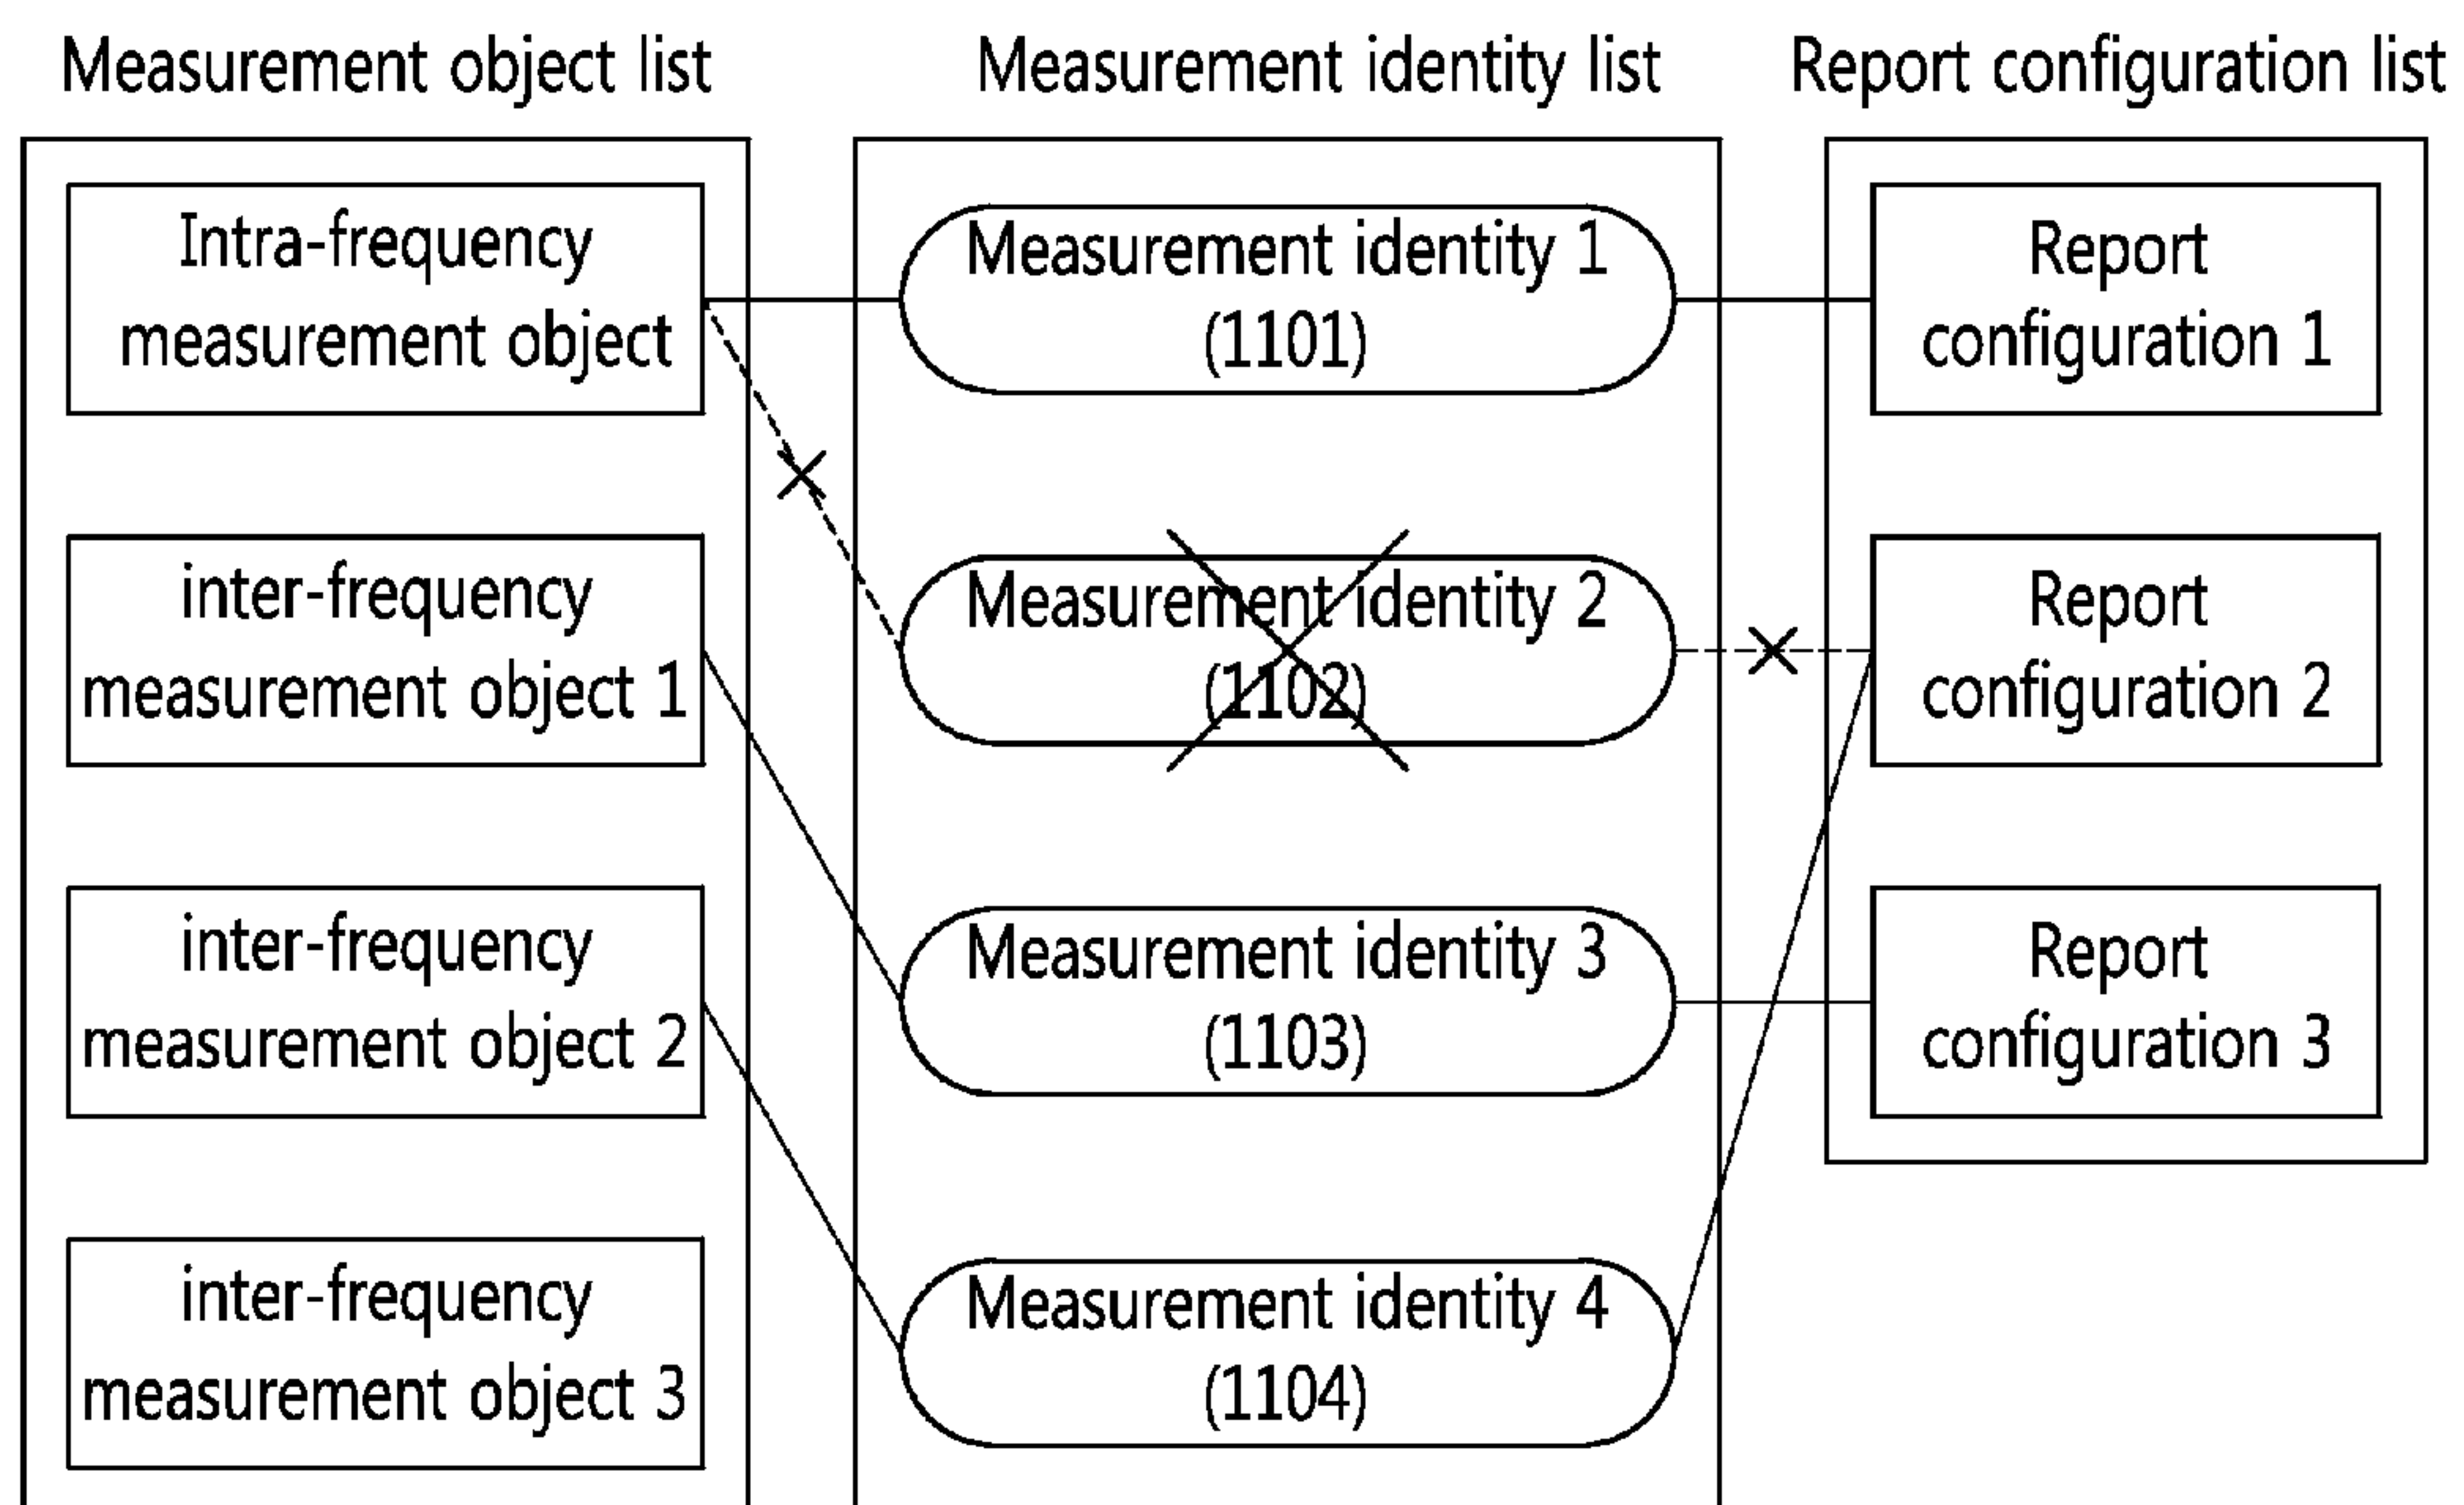 Measurement object list
Measurement identity list
Report configuration list
Intra-frequency
measurement object
Measurement identity 1
(1101)
Report
configuration 1
inter-frequency
measurement object 1
Measurement identity 2
(1102)
Report
configuration 2
inter-frequency
measurement object 2
Measurement identity 3
(1103)
Report
configuration 3
inter-frequency
measurement object 3
Measurement identity 4
(1104)